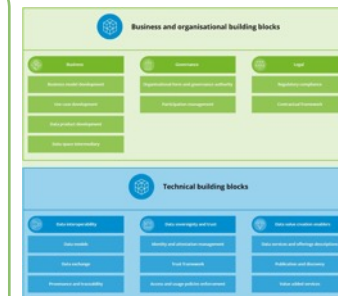 Business and organisational building blocks
Business
Governance
Legal
Business model development
Organisational form and governance authority
Regulatory compliance
Use case development
Participation management
Contractual framework
Data product development
Data space intermediary
Technical building blocks
Data interoperability
Data sovereignty and trust
Data value creation enablers
Data models
Identity and attestation management
Data services and offerings descriptions
Data exchange
Trust framework
Publication and discovery
Provenance and traceability
Access and usage policies enforcement
Value added services